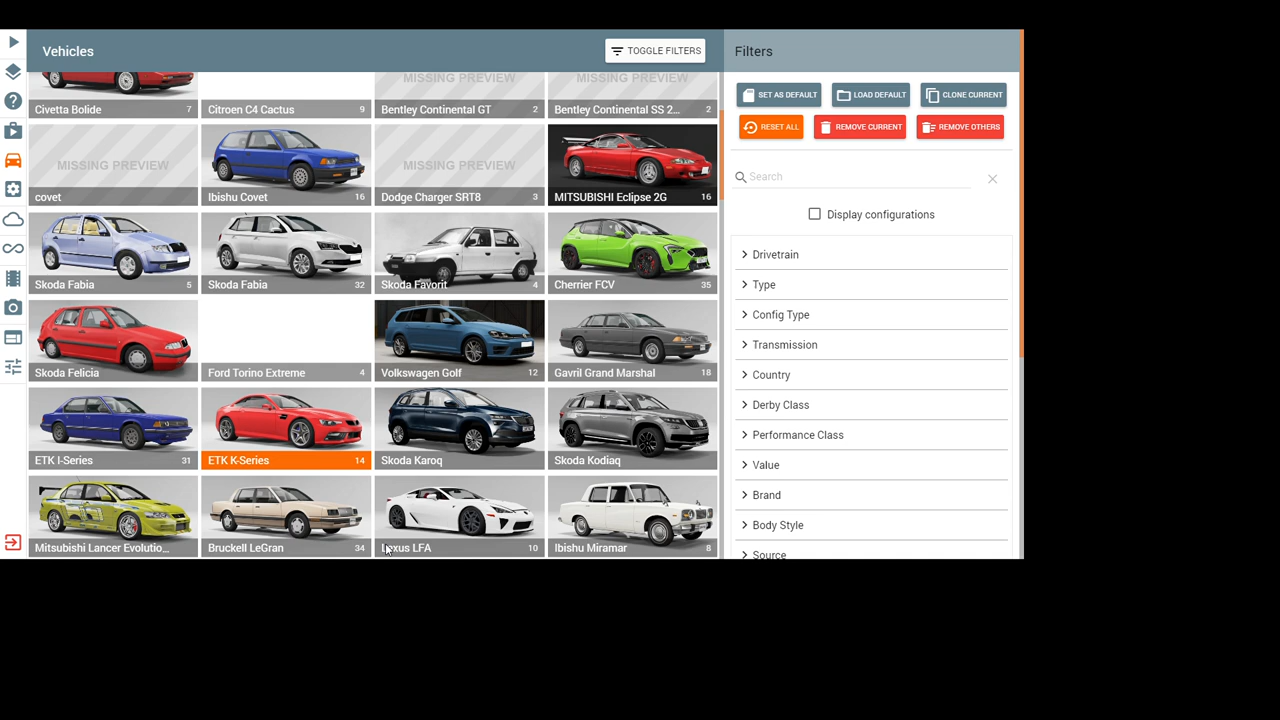 Vehicles
TOGGLE FILTERS
Filters
Civetta Bolide 7
Citroen C4 Cactus 9
MISSING PREVIEW
Bentley Continental GT 2
MISSING PREVIEW
Bentley Continental SS 2... 2
MISSING PREVIEW
covet
Ibishu Covet 16
MISSING PREVIEW
Dodge Charger SRT8 3
MITSUBISHI Eclipse 2G 16
Skoda Fabia 5
Skoda Fabia 32
Skoda Favorit 4
Cherrier FCV 35
Skoda Felicia
Ford Torino Extreme 4
Volkswagen Golf 12
Gavril Grand Marshal 18
ETK I-Series 31
ETK K-Series 14
Skoda Karoq
Skoda Kodiaq
Mitsubishi Lancer Evolutio...
Bruckell LeGran 34
Lexus LFA 10
Ibishu Miramar 8
SET AS DEFAULT
LOAD DEFAULT
CLONE CURRENT
RESET ALL
REMOVE CURRENT
REMOVE OTHERS
Search
Display configurations
Drivetrain
Type
Config Type
Transmission
Country
Derby Class
Performance Class
Value
Brand
Body Style
Source